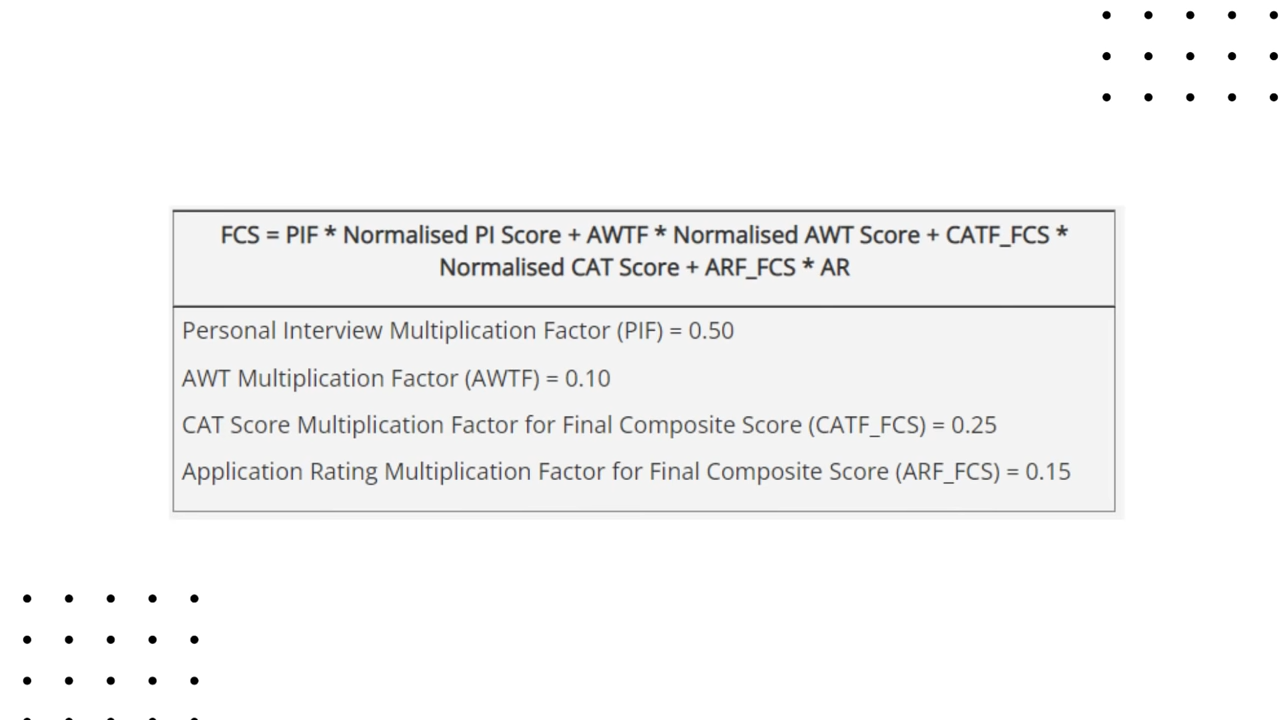 FCS = PIF * Normalised PI Score + AWTF * Normalised AWT Score + CATF_FCS *
Normalised CAT Score + ARF_FCS * AR
Personal Interview Multiplication Factor (PIF) = 0.50
AWT Multiplication Factor (AWTF) = 0.10
CAT Score Multiplication Factor for Final Composite Score (CATF_FCS) = 0.25
Application Rating Multiplication Factor for Final Composite Score (ARF_FCS) = 0.15